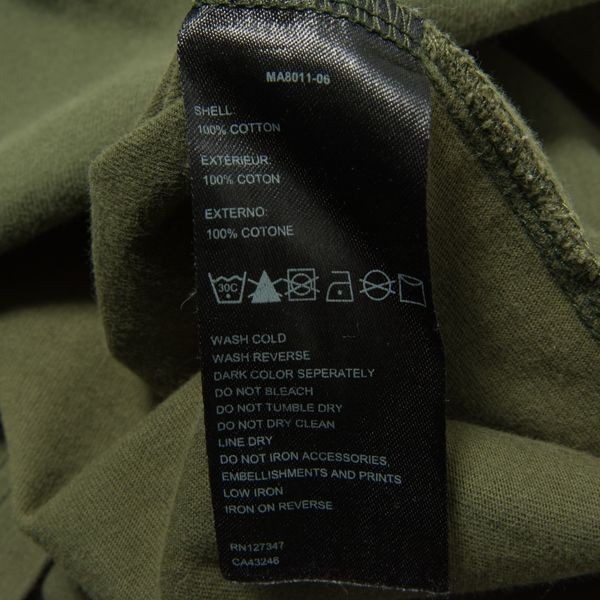 MA8011-06
SHELL:
100% COTTON
EXTÉRIEUR:
100% COTON
EXTERNO:
100% COTONE
30C
WASH COLD
WASH REVERSE
DARK COLOR SEPERATELY
DO NOT BLEACH
DO NOT TUMBLE DRY
DO NOT DRY CLEAN
LINE DRY
DO NOT IRON ACCESSORIES,
EMBELLISHMENTS AND PRINTS
LOW IRON
IRON ON REVERSE
RN127347
CA43246